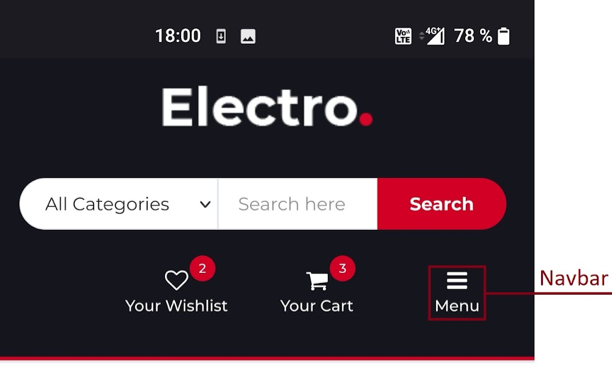 18:00 Vo LTE 4G+ 78 %
Electro.
All Categories Search here Search
2 3
Your Wishlist Your Cart Menu
Navbar